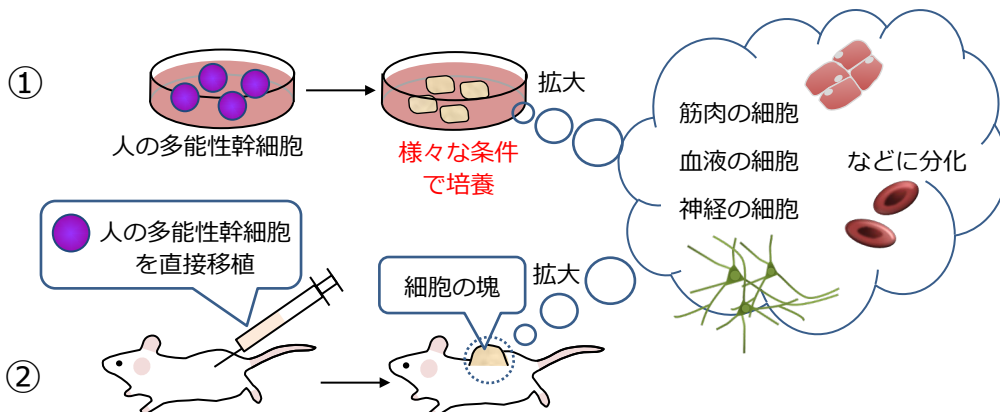 ①
人の多能性幹細胞
様々な条件
で培養
拡大
筋肉の細胞
血液の細胞
などに分化
神経の細胞
人の多能性幹細胞
を直接移植
細胞の塊
拡大
②